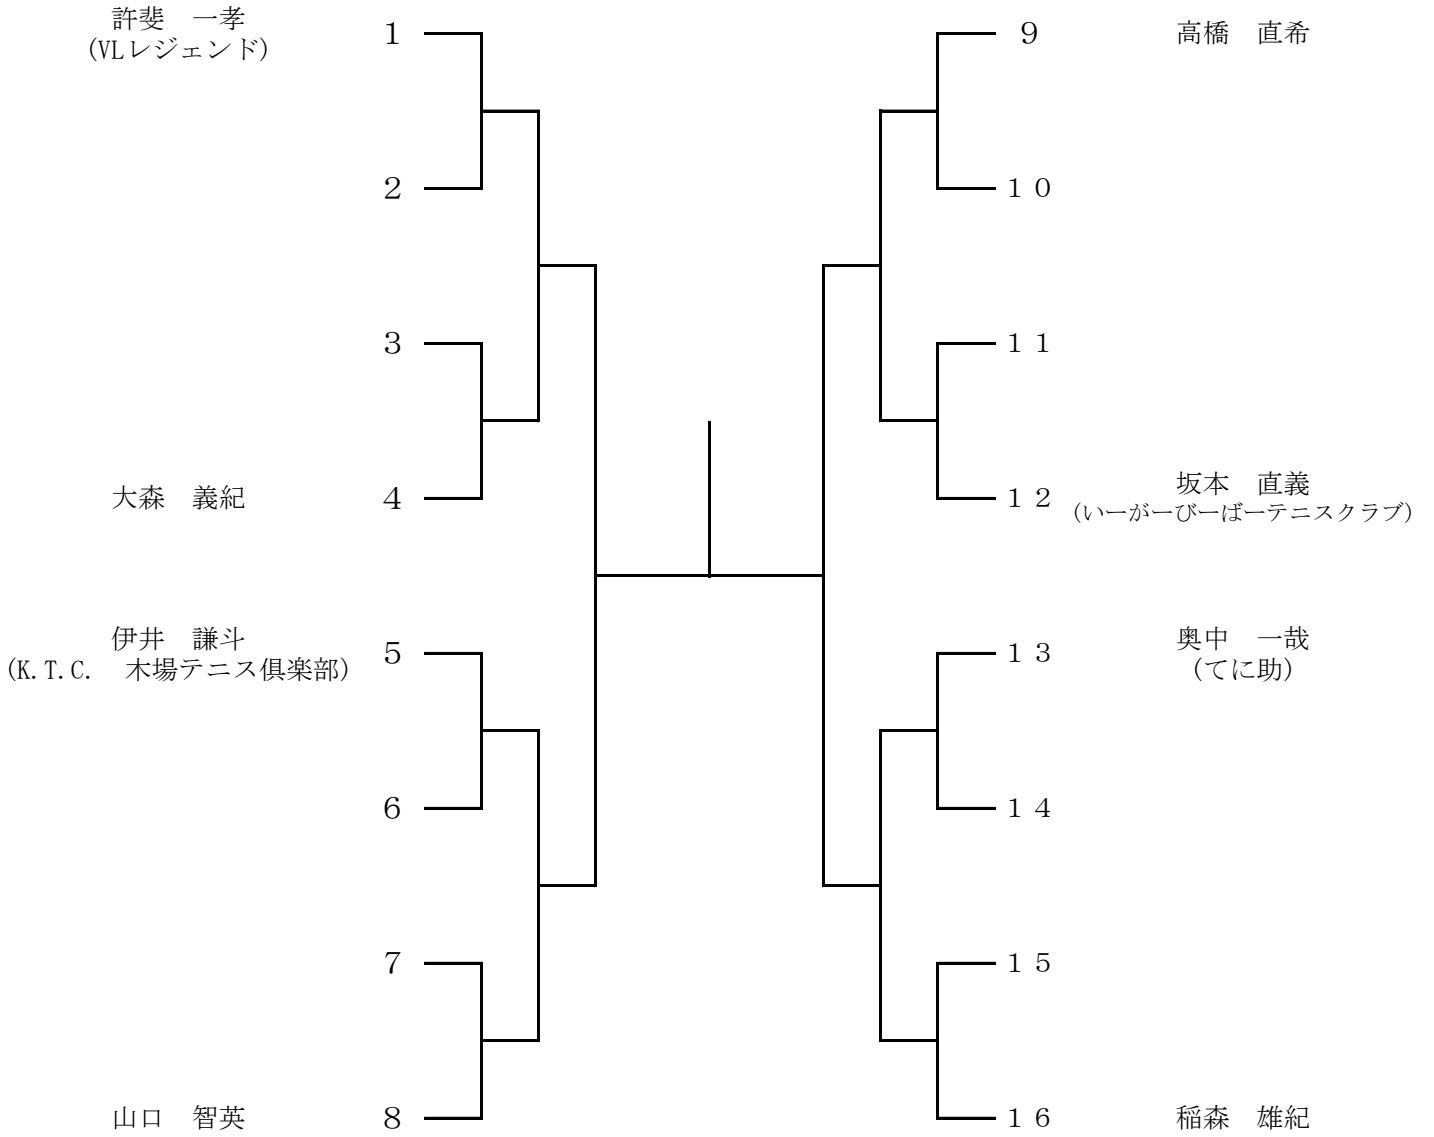 許斐　一孝
(VLレジェンド)
1
2
3
大森　義紀
4
伊井　謙斗
(K.T.C.　木場テニス倶楽部)
5
6
7
山口　智英
8
9
高橋　直希
10
11
12
坂本　直義
(いーがーびーばーテニスクラブ)
13
奥中　一哉
(てに助)
14
15
16
稲森　雄紀